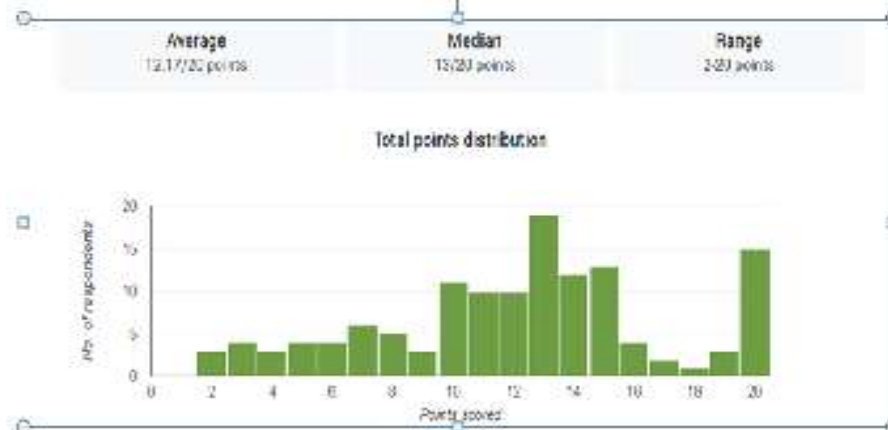 Average
12.17/20 points
Median
13/20 points
Range
2-20 points
Total points distribution
No. of respondents
20
15
10
5
0
0 2 4 6 8 10 12 14 16 18 20
Points scored